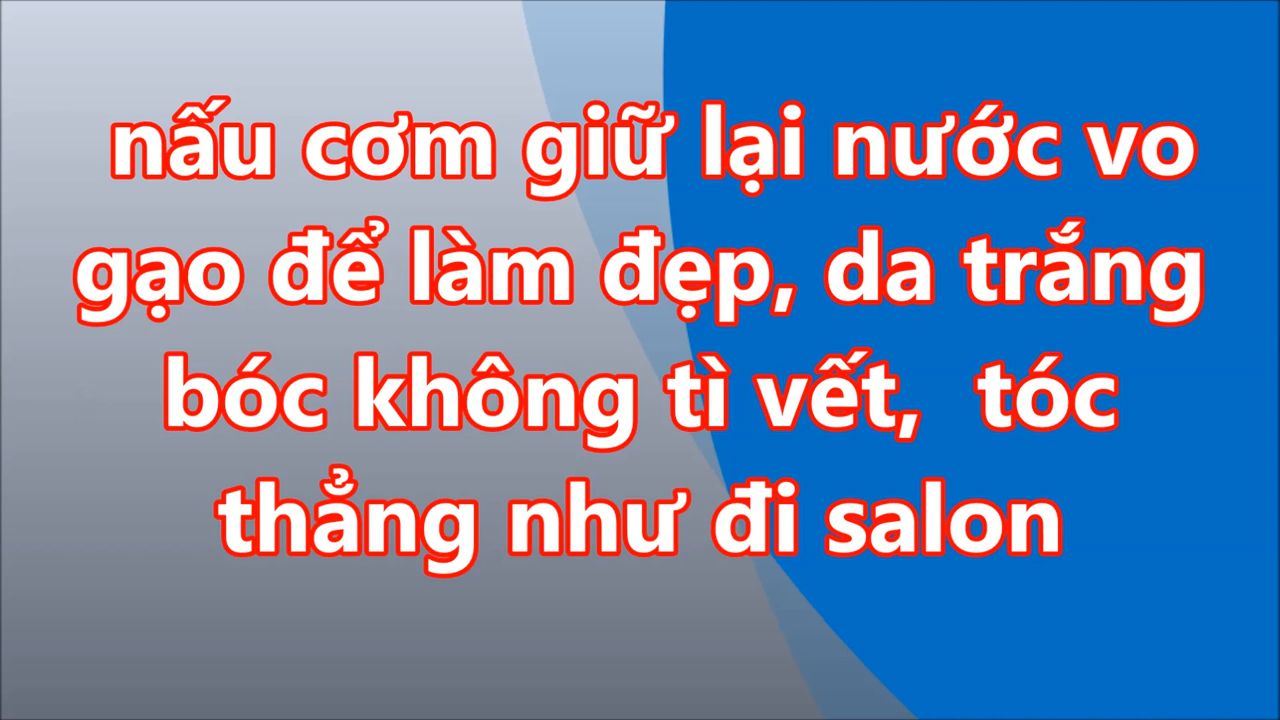 nấu cơm giữ lại nước vo
gạo để làm đẹp, da trắng
bóc không tì vết, tóc
thẳng như đi salon